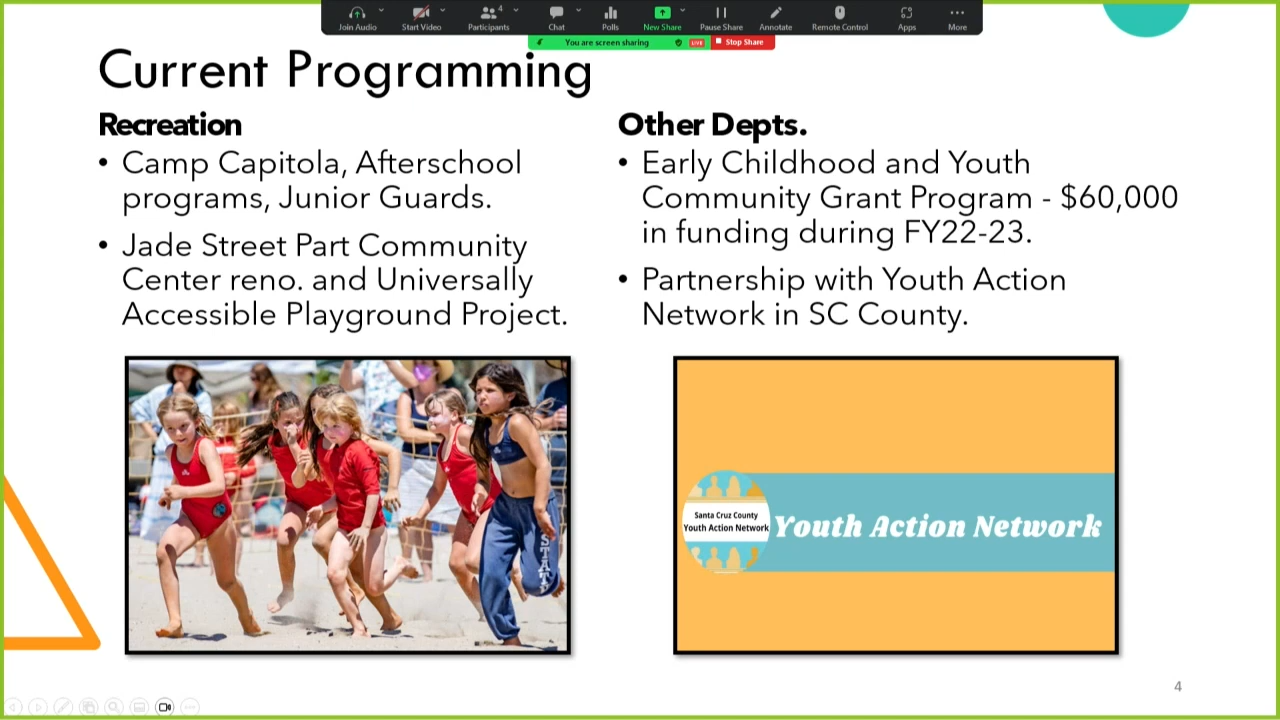 Join Audio
Start Video
Participants
4
Chat
Polls
New Share
Pause Share
Annotate
Remote Control
Apps
More
You are screen sharing
LIVE
Stop Share
Current Programming
Recreation
• Camp Capitola, Afterschool
programs, Junior Guards.
• Jade Street Part Community
Center reno. and Universally
Accessible Playground Project.
Other Depts.
• Early Childhood and Youth
Community Grant Program - $60,000
in funding during FY22-23.
• Partnership with Youth Action
Network in SC County.
STATE
Santa Cruz County
Youth Action Network
Youth Action Network
4